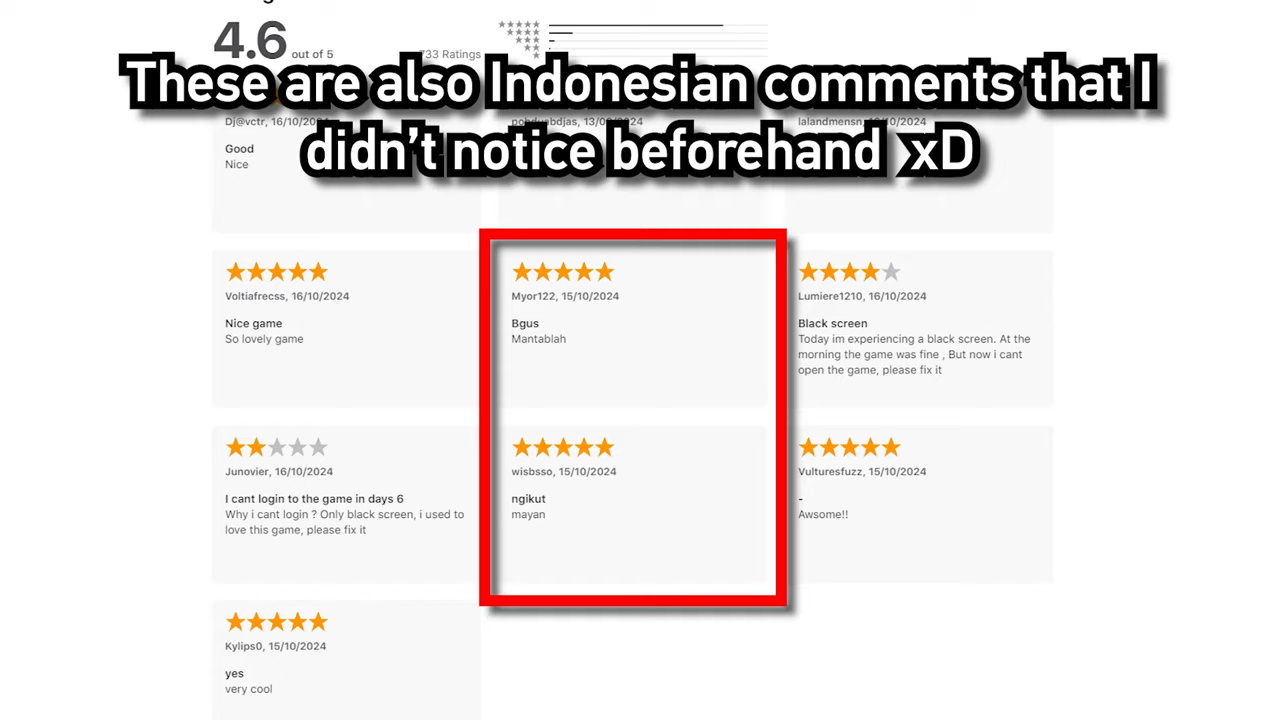 4.6 out of 5
733 Ratings
These are also Indonesian comments that I
didn't notice beforehand xD
Dj@vctr, 16/10/2024
Good
Nice
Voltiafrecss, 16/10/2024
Nice game
So lovely game
Myor122, 15/10/2024
Bgus
Mantablah
Lumiere1210, 16/10/2024
Black screen
Today im experiencing a black screen. At the
morning the game was fine , But now i cant
open the game, please fix it
Junovier, 16/10/2024
I cant login to the game in days 6
Why i cant login ? Only black screen, i used to
love this game, please fix it
wisbsso, 15/10/2024
ngikut
mayan
Vulturesfuzz, 15/10/2024
-
Awsome!!
Kylips0, 15/10/2024
yes
very cool